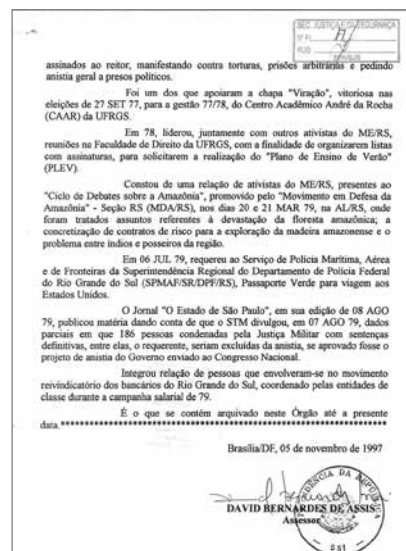 SEC. JUSTIÇA E DA SEGURANÇA
Nº FL.
PUB
assinados ao reitor, manifestando contra torturas, prisões arbitrárias e pedindo
anistia geral a presos políticos.
Foi um dos que apoiaram a chapa "Viração", vitoriosa nas
eleições de 27 SET 77, para a gestão 77/78, do Centro Acadêmico André da Rocha
(CAAR) da UFRGS.
Em 78, liderou, juntamente com outros ativistas do ME/RS,
reuniões na Faculdade de Direito da UFRGS, com a finalidade de organizarem listas
com assinaturas, para solicitarem a realização do "Plano de Ensino de Verão"
(PLEV).
Constou de uma relação de ativistas do ME/RS, presentes ao
"Ciclo de Debates sobre a Amazônia", promovido pelo "Movimento em Defesa da
Amazônia" - Seção RS (MDA/RS), nos dias 20 e 21 MAR 79, na AL/RS, onde
foram tratados assuntos referentes à devastação da floresta amazônica; a
concretização de contratos de risco para a exploração da madeira amazonense e o
problema entre índios e posseiros da região.
Em 06 JUL 79, requereu ao Serviço de Polícia Marítima, Aérea
e de Fronteiras da Superintendência Regional do Departamento de Polícia Federal
do Rio Grande do Sul (SPMAF/SR/DPF/RS), Passaporte Verde para viagem aos
Estados Unidos.
O Jornal "O Estado de São Paulo", em sua edição de 08 AGO
79, publicou matéria dando conta de que o STM divulgou, em 07 AGO 79, dados
parciais em que 186 pessoas condenadas pela Justiça Militar com sentenças
definitivas, entre elas, o requerente, seriam excluídas da anistia, se aprovado fosse o
projeto de anistia do Governo enviado ao Congresso Nacional.
Integrou relação de pessoas que envolveram-se no movimento
reivindicatório dos bancários do Rio Grande do Sul, coordenado pelas entidades de
classe durante a campanha salarial de 79.
É o que se contém arquivado neste Órgão até a presente
data.****************************************************************
Brasília/DF, 05 de novembro de 1997
DAVID BERNARDES DE ASSIS
Assessor